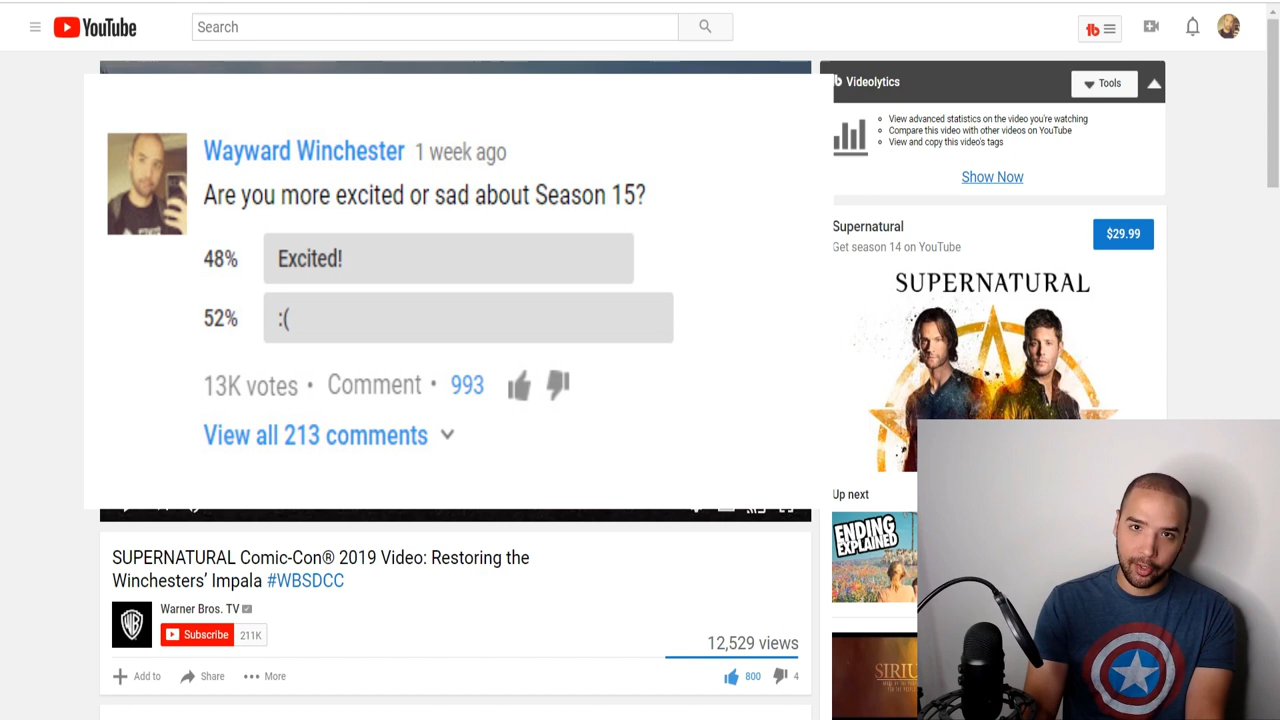 YouTube
Search
Videolytics
Tools
View advanced statistics on the video you're watching
Compare this video with other videos on YouTube
View and copy this video's tags
Show Now
Wayward Winchester 1 week ago
Are you more excited or sad about Season 15?
48% Excited!
52% :(
13K votes • Comment • 993
View all 213 comments
Supernatural
Get season 14 on YouTube
$29.99
SUPERNATURAL
Up next
ENDING
EXPLAINED
SUPERNATURAL Comic-Con® 2019 Video: Restoring the
Winchesters’ Impala #WBSDCC
Warner Bros. TV
Subscribe 211K
12,529 views
Add to Share More
800 4